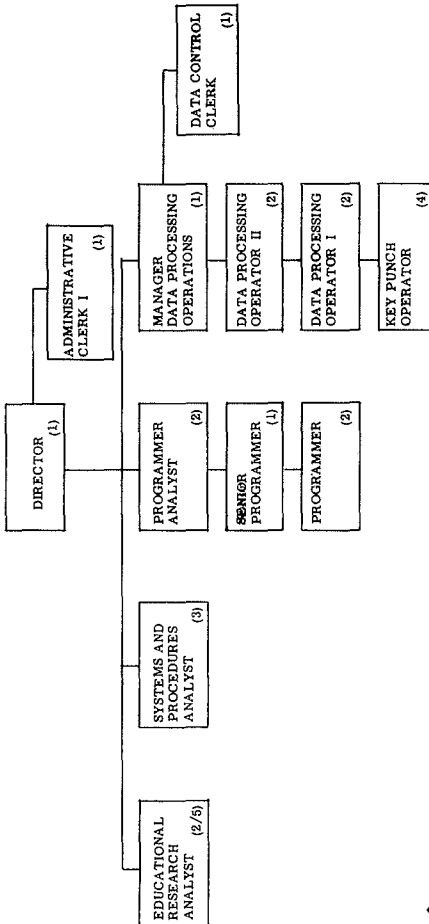 DIRECTOR
(1)
ADMINISTRATIVE
CLERK I
(1)
EDUCATIONAL
RESEARCH
ANALYST
(2/5)
SYSTEMS AND
PROCEDURES
ANALYST
(3)
PROGRAMMER
ANALYST
(2)
SENIOR
PROGRAMMER
(1)
PROGRAMMER
(2)
MANAGER
DATA PROCESSING
OPERATIONS
(1)
DATA CONTROL
CLERK
(1)
DATA PROCESSING
OPERATOR II
(2)
DATA PROCESSING
OPERATOR I
(2)
KEY PUNCH
OPERATOR
(4)